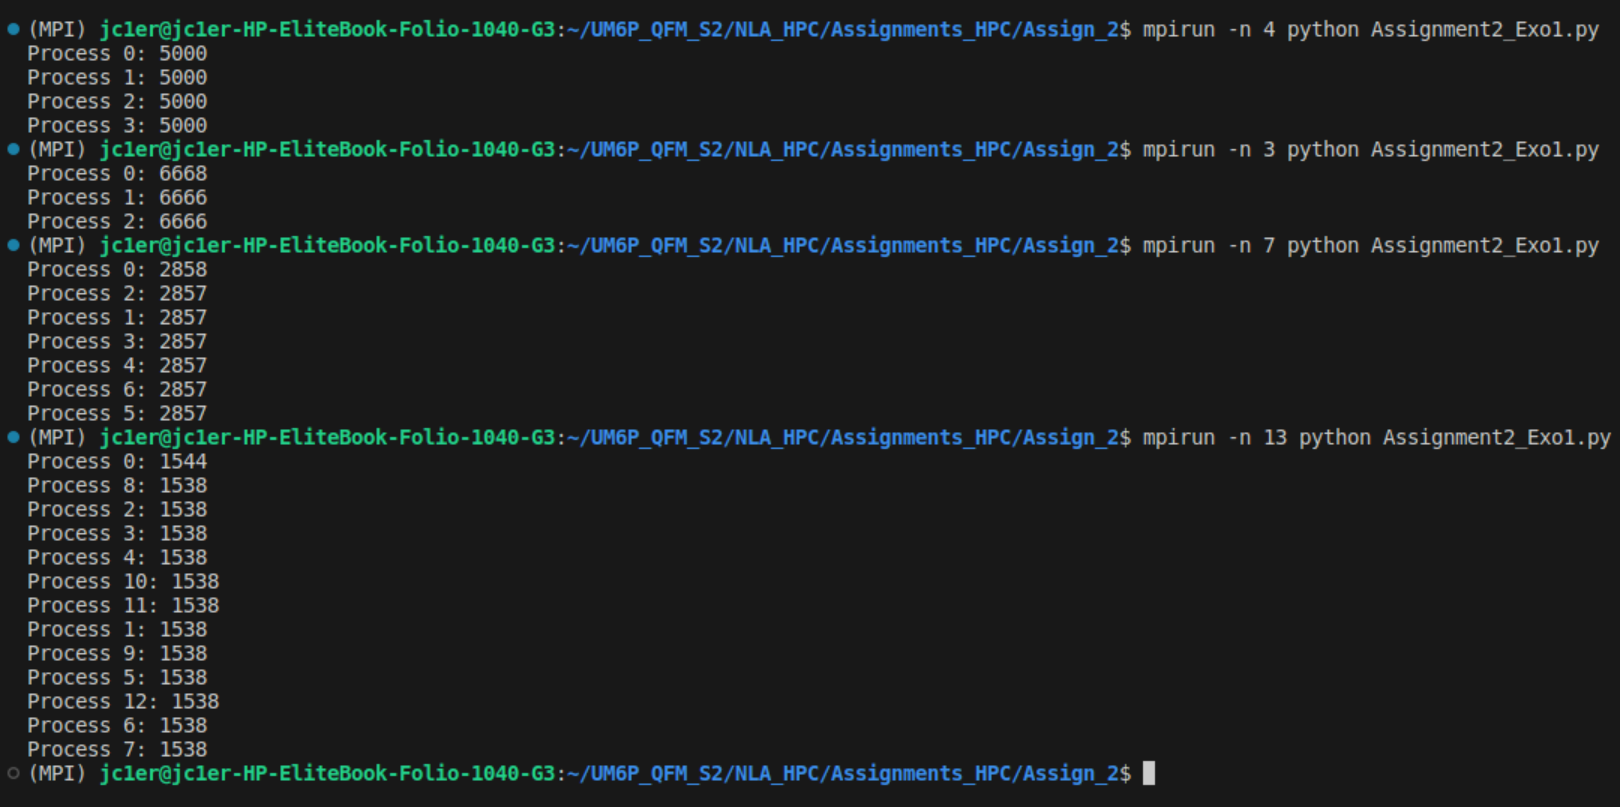 (MPI) jc1er@jc1er-HP-EliteBook-Folio-1040-G3:~/UM6P_QFM_S2/NLA_HPC/Assignments_HPC/Assign_2$ mpirun -n 4 python Assignment2_Exo1.py
Process 0: 5000
Process 1: 5000
Process 2: 5000
Process 3: 5000
(MPI) jc1er@jc1er-HP-EliteBook-Folio-1040-G3:~/UM6P_QFM_S2/NLA_HPC/Assignments_HPC/Assign_2$ mpirun -n 3 python Assignment2_Exo1.py
Process 0: 6668
Process 1: 6666
Process 2: 6666
(MPI) jc1er@jc1er-HP-EliteBook-Folio-1040-G3:~/UM6P_QFM_S2/NLA_HPC/Assignments_HPC/Assign_2$ mpirun -n 7 python Assignment2_Exo1.py
Process 0: 2858
Process 2: 2857
Process 1: 2857
Process 3: 2857
Process 4: 2857
Process 6: 2857
Process 5: 2857
(MPI) jc1er@jc1er-HP-EliteBook-Folio-1040-G3:~/UM6P_QFM_S2/NLA_HPC/Assignments_HPC/Assign_2$ mpirun -n 13 python Assignment2_Exo1.py
Process 0: 1544
Process 8: 1538
Process 2: 1538
Process 3: 1538
Process 4: 1538
Process 10: 1538
Process 11: 1538
Process 1: 1538
Process 9: 1538
Process 5: 1538
Process 12: 1538
Process 6: 1538
Process 7: 1538
(MPI) jc1er@jc1er-HP-EliteBook-Folio-1040-G3:~/UM6P_QFM_S2/NLA_HPC/Assignments_HPC/Assign_2$